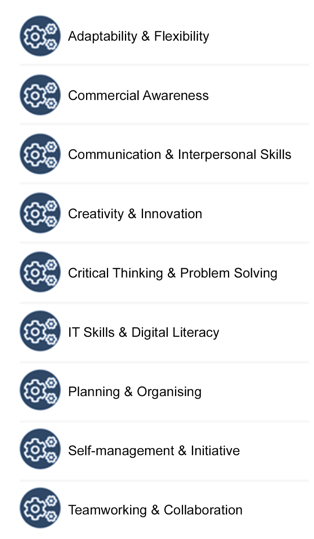 Adaptability & Flexibility
Commercial Awareness
Communication & Interpersonal Skills
Creativity & Innovation
Critical Thinking & Problem Solving
IT Skills & Digital Literacy
Planning & Organising
Self-management & Initiative
Teamworking & Collaboration